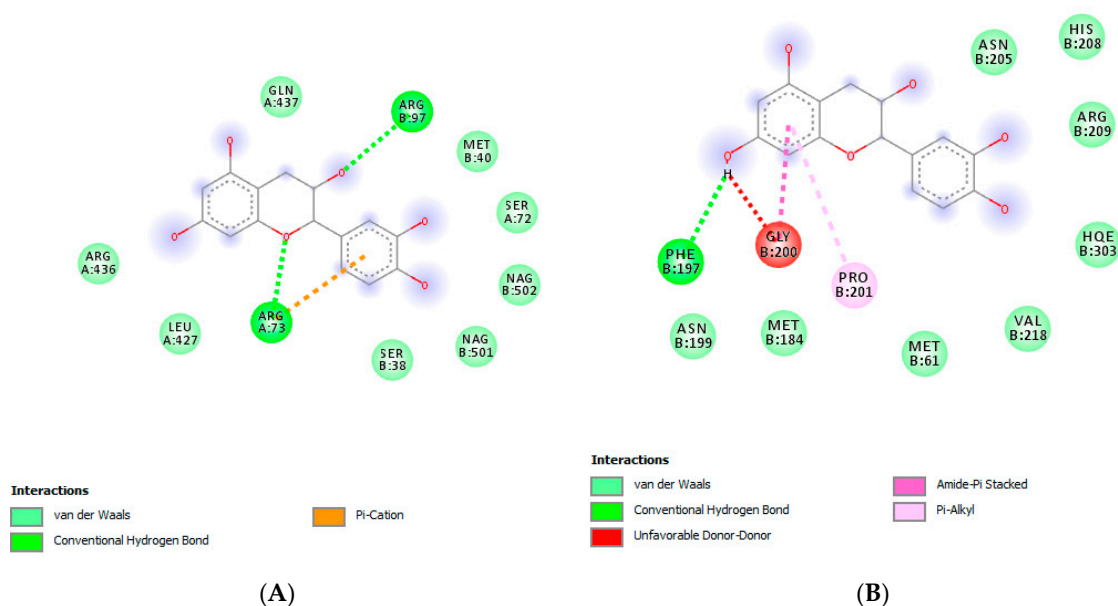 GLN
A:437
ARG
B:97
MET
B:40
SER
A:72
ARG
A:436
NAG
B:502
ARG
A:73
LEU
A:427
SER
B:38
NAG
B:501
O
O
O
O
O
O
Interactions
van der Waals
Conventional Hydrogen Bond
Pi-Cation
(A)
HIS
B:208
ASN
B:205
ARG
B:209
HQE
B:303
GLY
B:200
PHE
B:197
PRO
B:201
ASN
B:199
MET
B:184
VAL
B:218
MET
B:61
O
O
O
H
O
O
O
Interactions
van der Waals
Conventional Hydrogen Bond
Unfavorable Donor-Donor
Amide-Pi Stacked
Pi-Alkyl
(B)